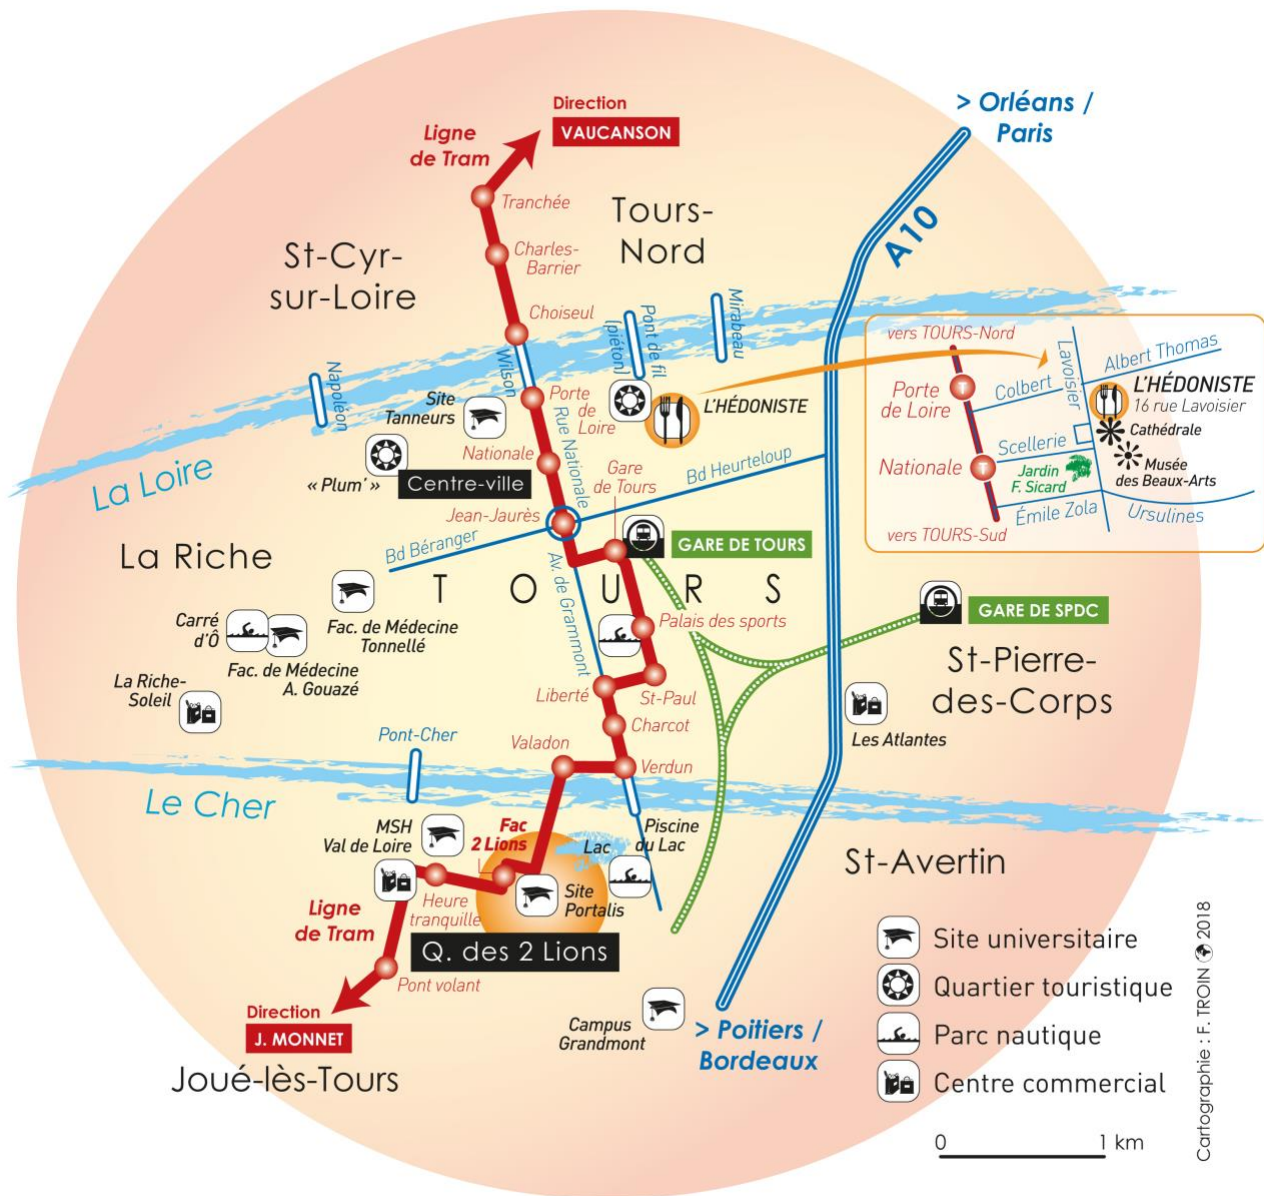 Direction
VAUCANSON
Ligne
de Tram
> Orléans /
Paris
A10
Tranchée
Tours-
Nord
St-Cyr-
sur-Loire
Charles-
Barrier
Choiseul
Wilson
Pont de fil
(piéton)
Mirabeau
Napoléon
La Loire
Site
Tanneurs
Porte
de
Loire
Rue Nationale
L'HÉDONISTE
Nationale
« Plum' »
Centre-ville
Gare
de Tours
Bd Heurteloup
Jean-Jaurès
Bd Béranger
GARE DE TOURS
La Riche
Av. de Grammont
TOURS
vers TOURS-Nord
Lavoisier
Albert Thomas
T
Porte
de Loire
Colbert
L'HÉDONISTE
16 rue Lavoisier
Cathédrale
Scellerie
T
Nationale
Jardin
F. Sicard
Musée
des Beaux-Arts
Émile Zola
Ursulines
vers TOURS-Sud
GARE DE SPDC
St-Pierre-
des-Corps
Palais des sports
Carré
d'Ô
Fac. de Médecine
Tonnellé
Fac. de Médecine
A. Gouazé
La Riche-
Soleil
Liberté
St-Paul
Charcot
Les Atlantes
Pont-Cher
Valadon
Verdun
Le Cher
MSH
Val de Loire
Fac
2 Lions
Lac
Piscine
du Lac
St-Avertin
Heure
tranquille
Site
Portalis
Ligne
de Tram
Q. des 2 Lions
Pont volant
Direction
J. MONNET
Joué-lès-Tours
Campus
Grandmont
> Poitiers /
Bordeaux
Site universitaire
Quartier touristique
Parc nautique
Centre commercial
0 1 km
Cartographie : F. TROIN 2018